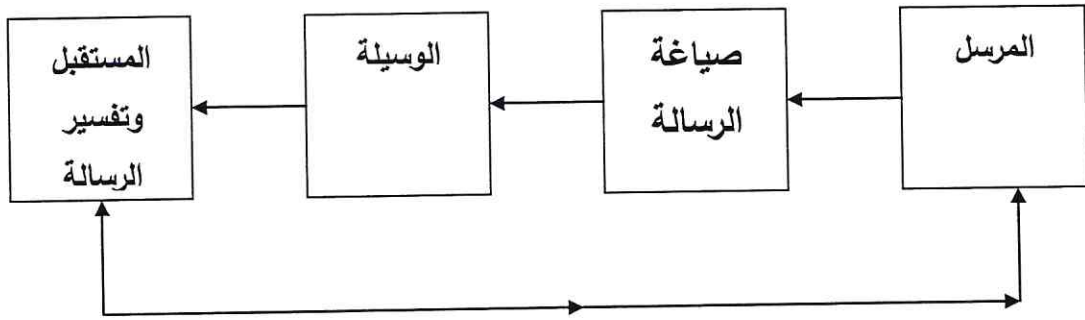 المرسل
صياغة
الرسالة
الوسيلة
المستقبل
وتفسير
الرسالة